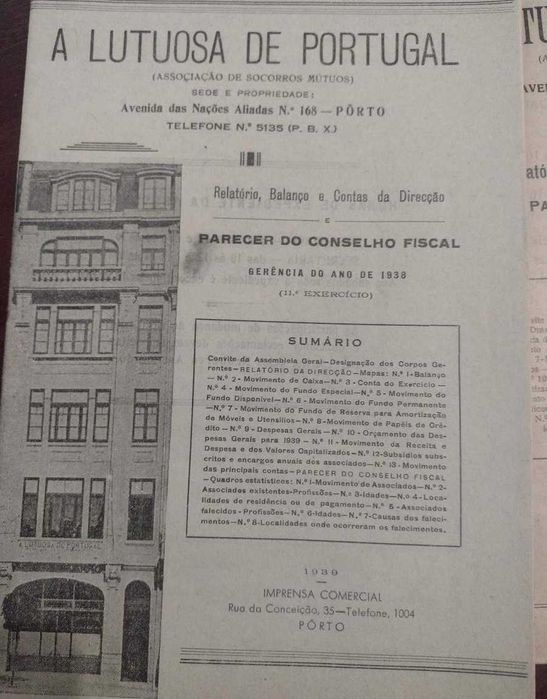 A LUTUOSA DE PORTUGAL
(ASSOCIAÇÃO DE SOCORROS MÚTUOS)
SEDE E PROPRIEDADE:
Avenida das Nações Aliadas N.º 168 — PÔRTO
TELEFONE N.º 5135 (P. B. X.)
Relatório, Balanço e Contas da Direcção
E
PARECER DO CONSELHO FISCAL
GERÊNCIA DO ANO DE 1938
(11.º EXERCÍCIO)
SUMÁRIO
Convite da Assembleia Geral—Designação dos Corpos Ge-
rentes—RELATÓRIO DA DIRECÇÃO—Mapas: N.º 1-Balanço
—N.º 2-Movimento de Caixa—N.º 3-Conta do Exercício—
N.º 4-Movimento do Fundo Especial—N.º 5-Movimento do
Fundo Disponível—N.º 6-Movimento do Fundo Permanente
—N.º 7-Movimento do Fundo de Reserva para Amortização
de Móveis e Utensílios—N.º 8-Movimento de Papéis de Cré-
dito—N.º 9-Despesas Gerais—N.º 10-Orçamento das Des-
pesas Gerais para 1939—N.º 11-Movimento da Receita e
Despesa e dos Valores Capitalizados—N.º 12-Subsídios subs-
critos e encargos anuais dos associados—N.º 13-Movimento
das principais contas—PARECER DO CONSELHO FISCAL
—Quadros estatísticos: N.º 1-Movimento de Associados—N.º 2-
Associados existentes-Profissões—N.º 3-Idades—N.º 4-Loca-
lidades de residência ou de pagamento—N.º 5-Associados
falecidos-Profissões—N.º 6-Idades—N.º 7-Causas dos faleci-
mentos—N.º 8-Localidades onde ocorreram os falecimentos.
A LUTUOSA DE PORTUGAL
1939
IMPRENSA COMERCIAL
Rua da Conceição, 35—Telefone, 1004
PÔRTO